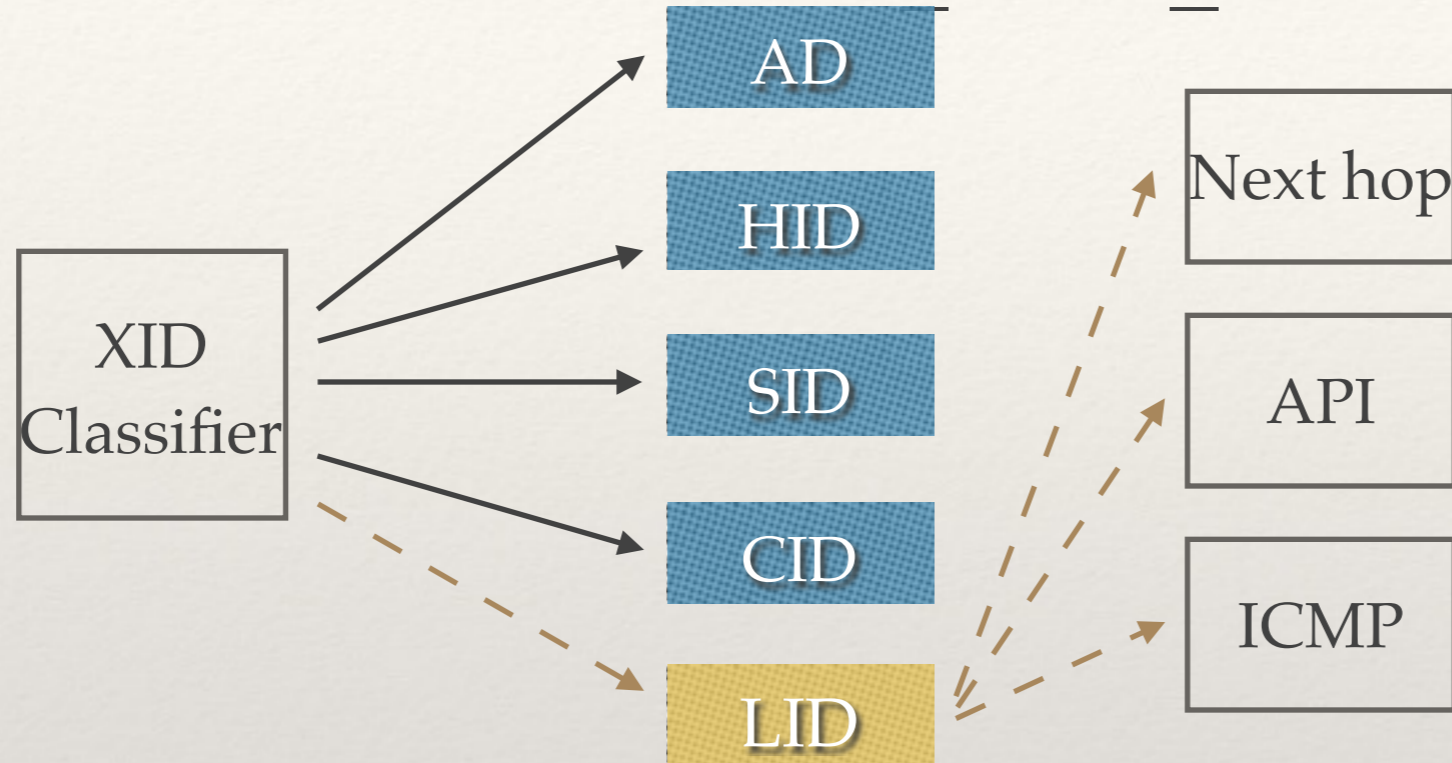 XID
Classifier
AD
HID
SID
CID
LID
Next hop
API
ICMP